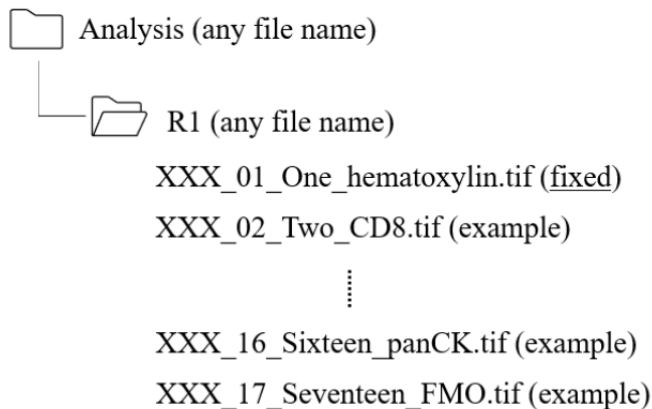 Analysis (any file name)
R1 (any file name)
XXX_01_One_hematoxylin.tif (fixed)
XXX_02_Two_CD8.tif (example)
XXX_16_Sixteen_panCK.tif (example)
XXX_17_Seventeen_FMO.tif (example)